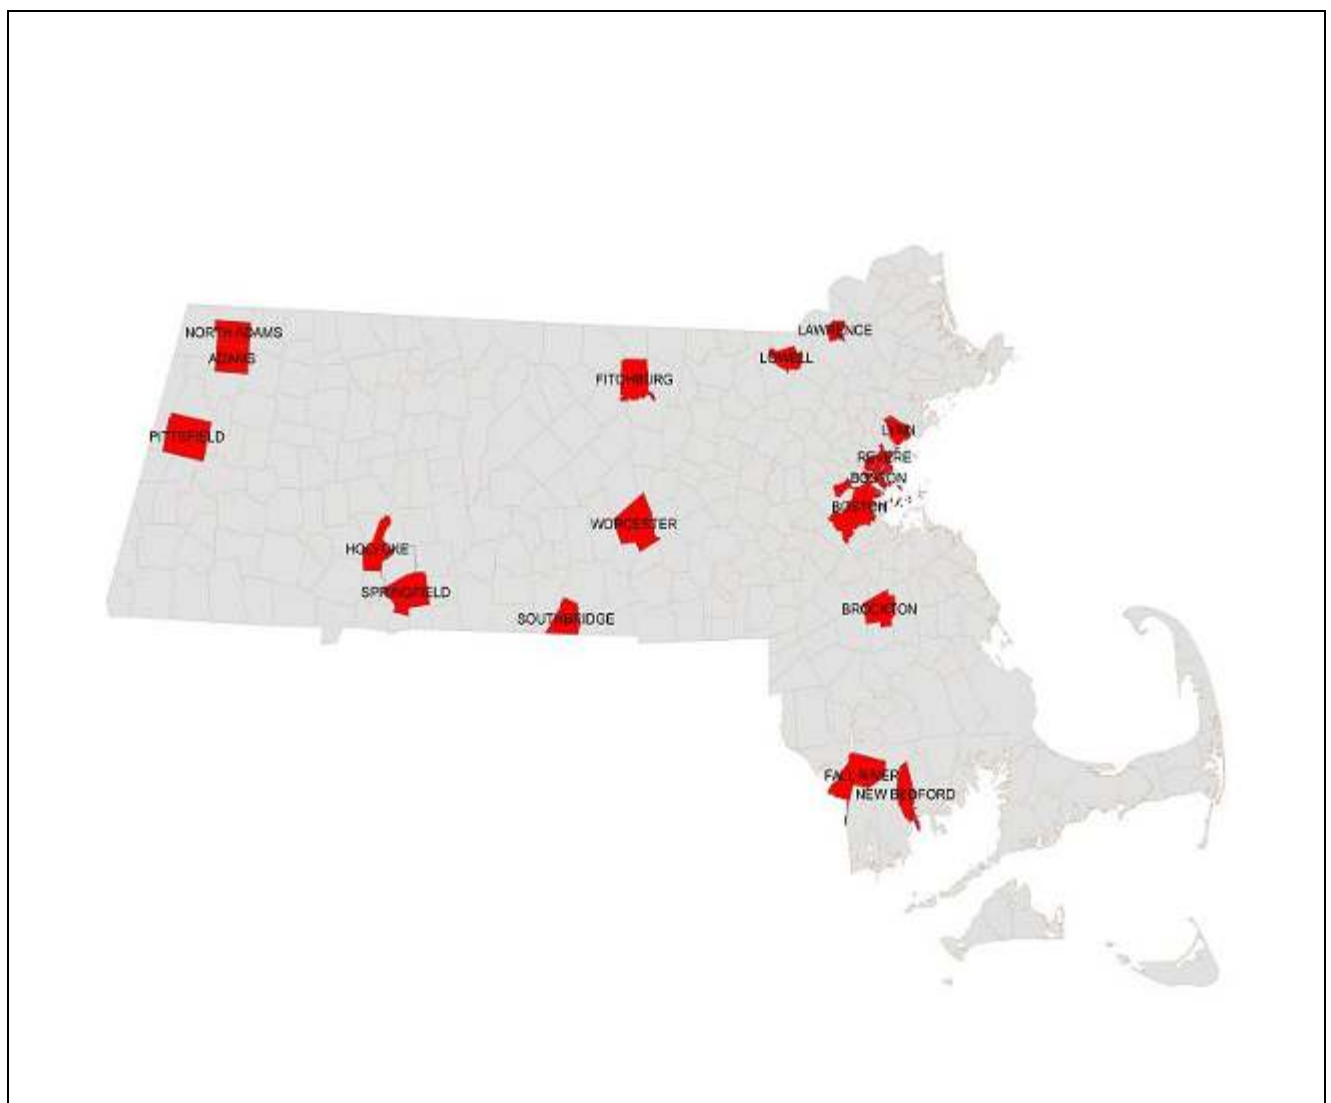 LAWRENCE
NORTH ADAMS
ADAMS
LOWELL
FITCHBURG
LYNN
PITTSFIELD
REVERE
BOSTON
BOSTON
WORCESTER
HOLYOKE
SPRINGFIELD
BROCKTON
SOUTHBRIDGE
FALL RIVER
NEW BEDFORD